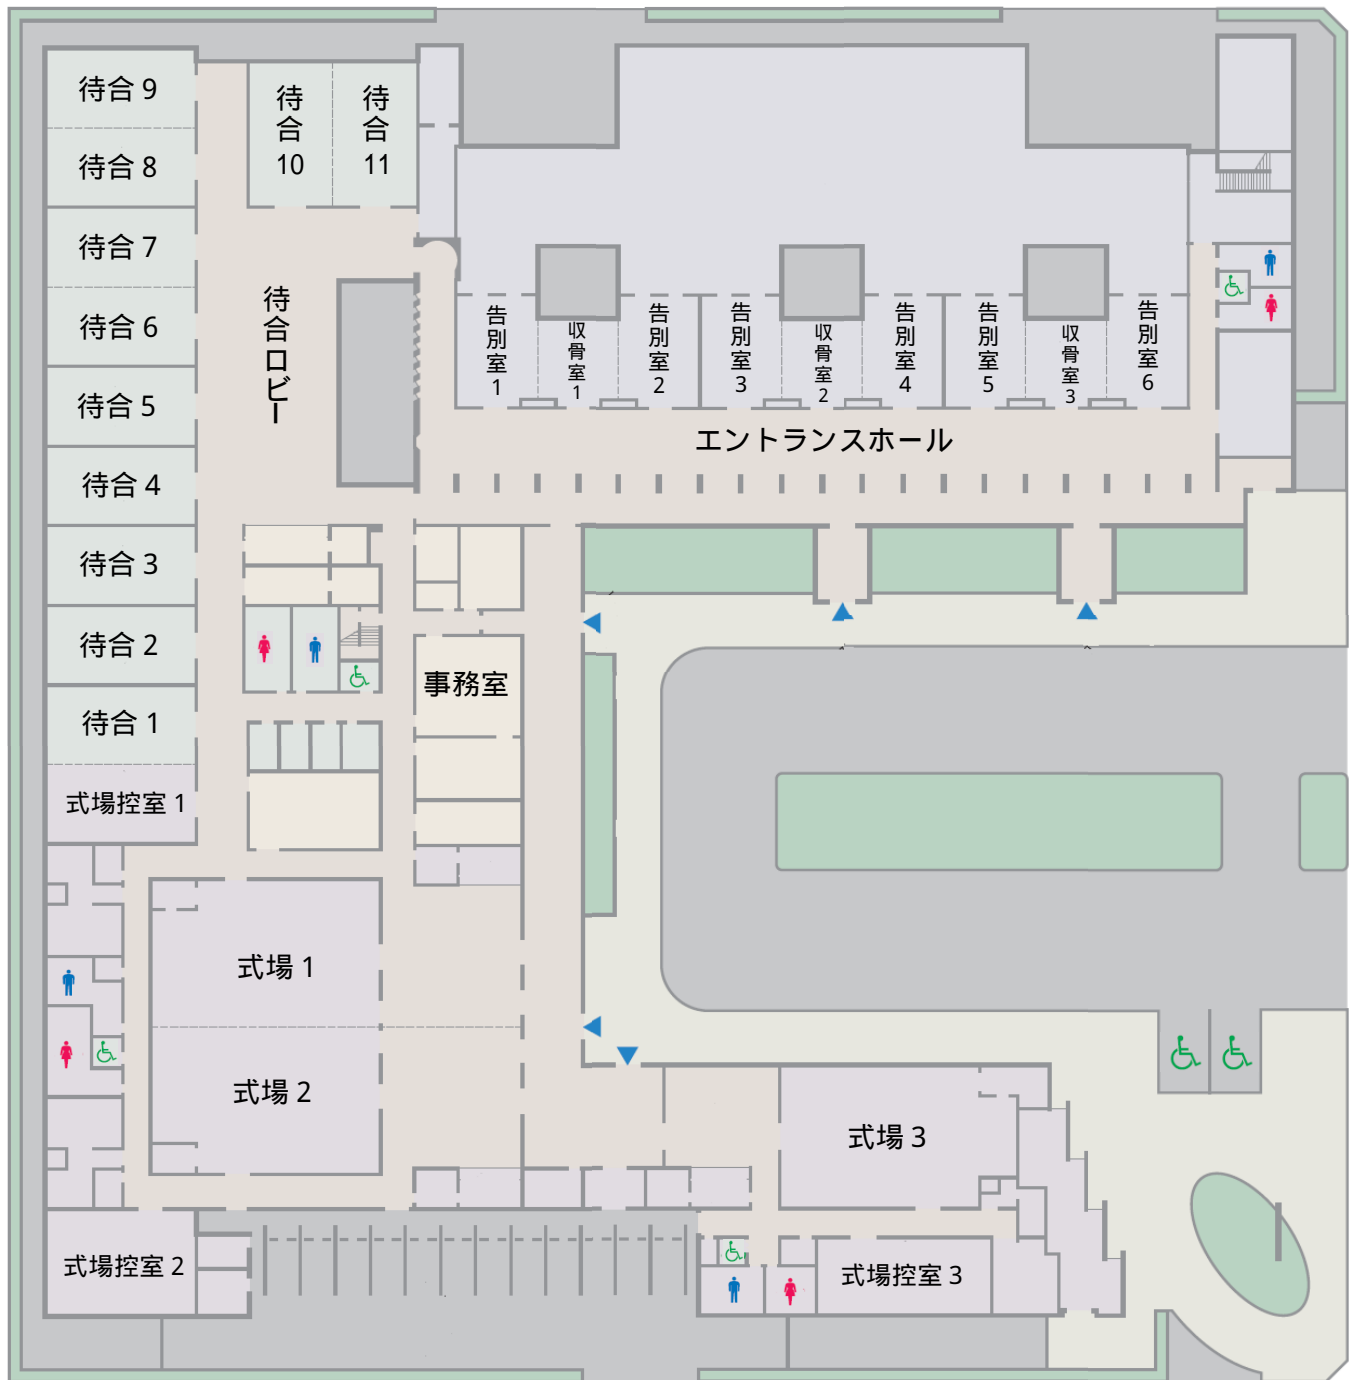 待合 9
待合 8
待合 7
待合 6
待合 5
待合 4
待合 3
待合 2
待合 1
式場控室 1
待合 10
待合 11
待合ロビー
告別室 1
収骨室 1
告別室 2
告別室 3
収骨室 2
告別室 4
告別室 5
収骨室 3
告別室 6
エントランスホール
事務室
式場 1
式場 2
式場 3
式場控室 2
式場控室 3